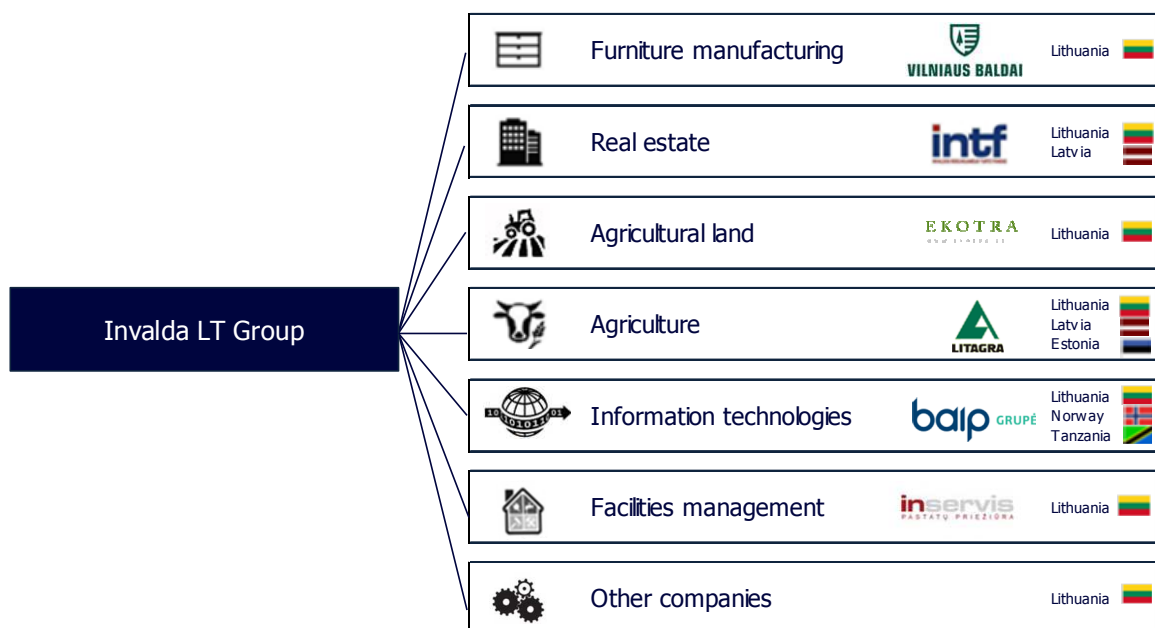 Furniture manufacturing
VILNIAUS BALDAI
Lithuania
Real estate
intf
Lithuania
Latvia
Agricultural land
EKOTRA
Lithuania
Invalda LT Group
Agriculture
LITAGRA
Lithuania
Latvia
Estonia
Information technologies
baip GRUPĖ
Lithuania
Norway
Tanzania
Facilities management
inservis
PASTATŲ PRIEŽIŪRA
Lithuania
Other companies
Lithuania